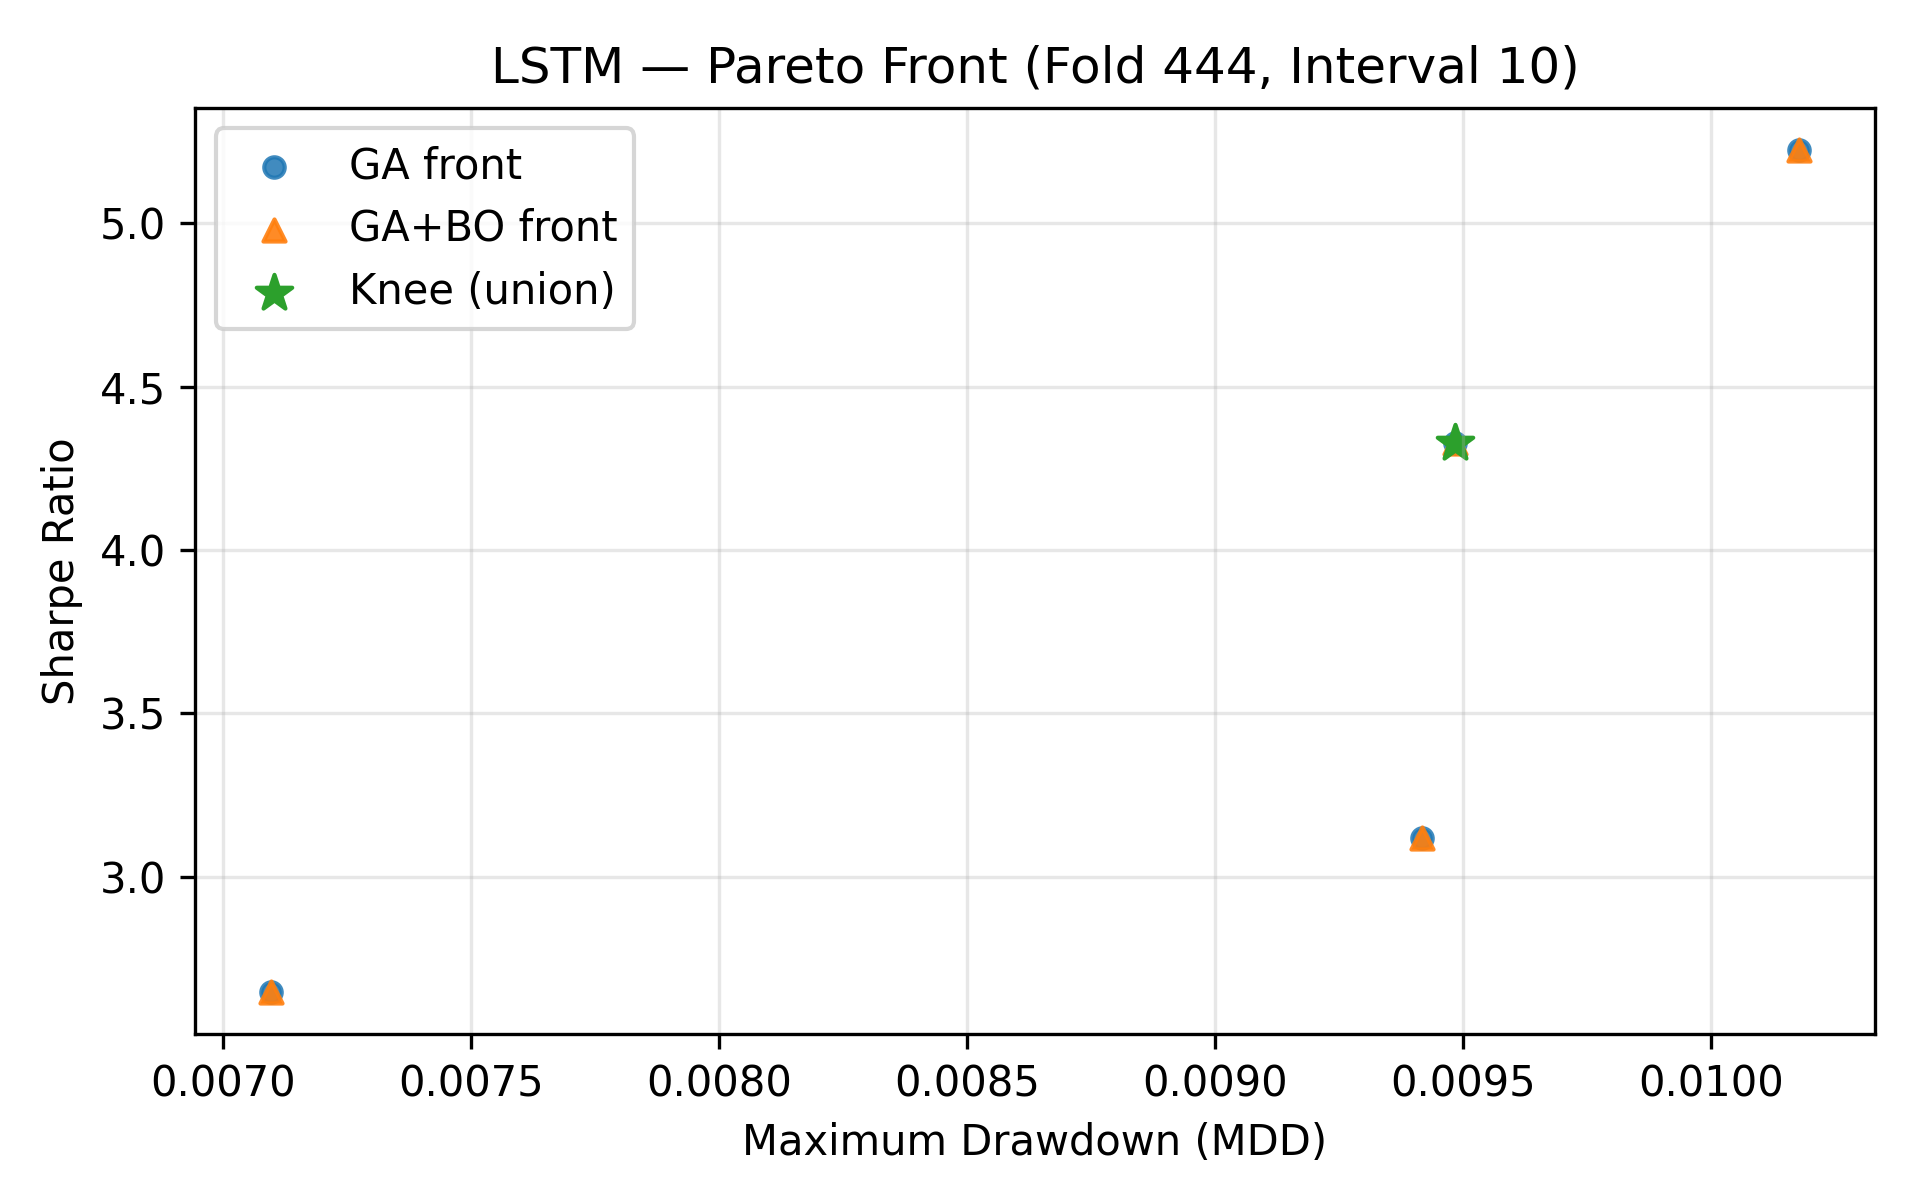 LSTM — Pareto Front (Fold 444, Interval 10)
GA front
GA+BO front
Knee (union)
Sharpe Ratio
5.0
4.5
4.0
3.5
3.0
0.0070 0.0075 0.0080 0.0085 0.0090 0.0095 0.0100
Maximum Drawdown (MDD)